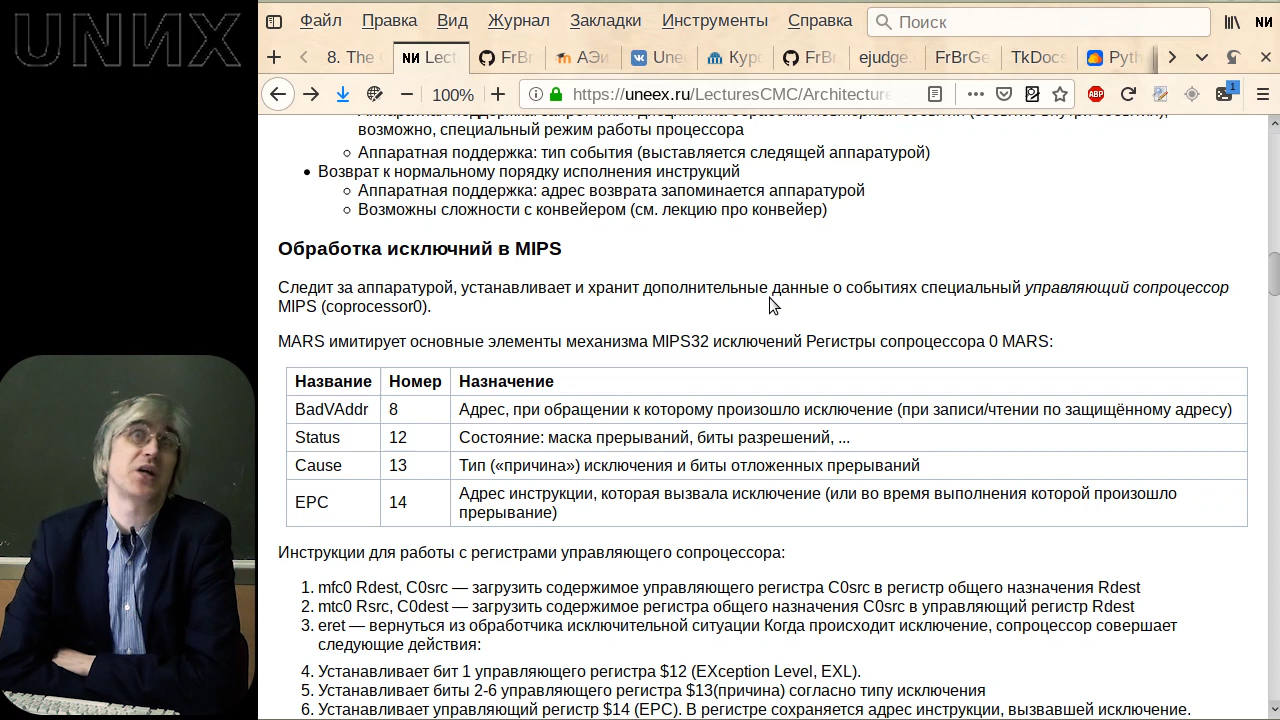 UNИX
Файл Правка Вид Журнал Закладки Инструменты Справка Поиск ИИ
8. The ИИ Lect FrBr АЭи Une Кур FrBr ejudge. FrBrGe TkDocs Pyth
100% https://uneex.ru/LecturesCMC/Architecture ABP 1
возможно, специальный режим работы процессора
Аппаратная поддержка: тип события (выставляется следящей аппаратурой)
Возврат к нормальному порядку исполнения инструкций
Аппаратная поддержка: адрес возврата запоминается аппаратурой
Возможны сложности с конвейером (см. лекцию про конвейер)
Обработка исключний в MIPS
Следит за аппаратурой, устанавливает и хранит дополнительные данные о событиях специальный управляющий сопроцессор
MIPS (coprocessor0).
MARS имитирует основные элементы механизма MIPS32 исключений Регистры сопроцессора 0 MARS:
Название Номер Назначение
BadVAddr 8 Адрес, при обращении к которому произошло исключение (при записи/чтении по защищённому адресу)
Status 12 Состояние: маска прерываний, биты разрешений, ...
Cause 13 Тип («причина») исключения и биты отложенных прерываний
EPC 14 Адрес инструкции, которая вызвала исключение (или во время выполнения которой произошло
прерывание)
Инструкции для работы с регистрами управляющего сопроцессора:
1. mfc0 Rdest, C0src — загрузить содержимое управляющего регистра C0src в регистр общего назначения Rdest
2. mtc0 Rsrc, C0dest — загрузить содержимое регистра общего назначения C0src в управляющий регистр Rdest
3. eret — вернуться из обработчика исключительной ситуации Когда происходит исключение, сопроцессор совершает
следующие действия:
4. Устанавливает бит 1 управляющего регистра $12 (EXception Level, EXL).
5. Устанавливает биты 2-6 управляющего регистра $13(причина) согласно типу исключения
6. Устанавливает управляющий регистр $14 (EPC). В регистре сохраняется адрес инструкции, вызвавшей исключение.